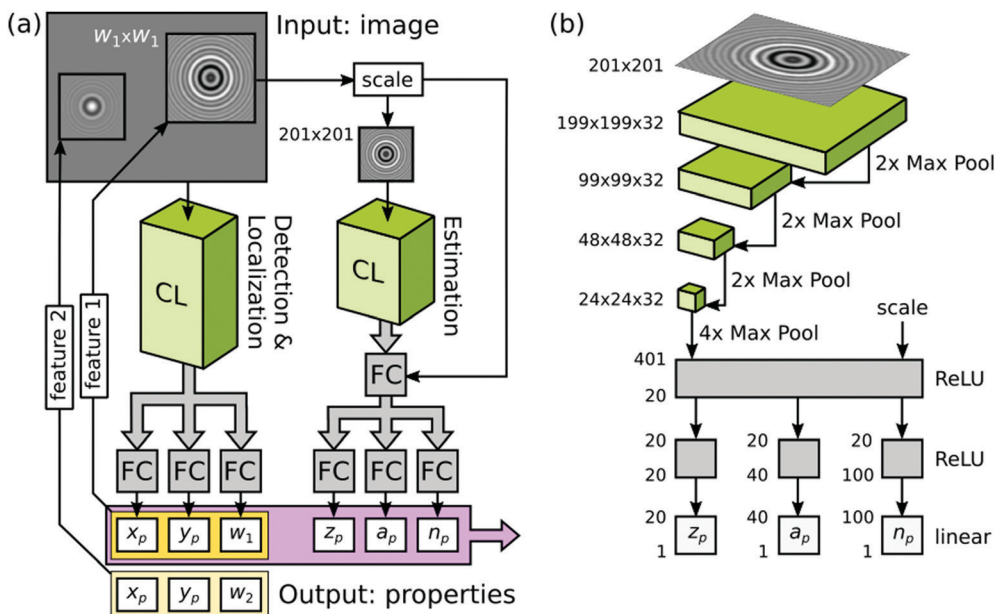 (a)
Input: image
w₁xw₁
scale
201x201
Detection &
Localization
Estimation
CL
CL
feature 2
feature 1
FC
FC FC FC
FC FC FC
xₚ yₚ w₁
zₚ aₚ nₚ
xₚ yₚ w₂
Output: properties
(b)
201x201
199x199x32
2x Max Pool
99x99x32
2x Max Pool
48x48x32
2x Max Pool
24x24x32
4x Max Pool
scale
401
20
ReLU
20 20 20
20 40 100
ReLU
20 40 100
zₚ aₚ nₚ
1 1 1
linear